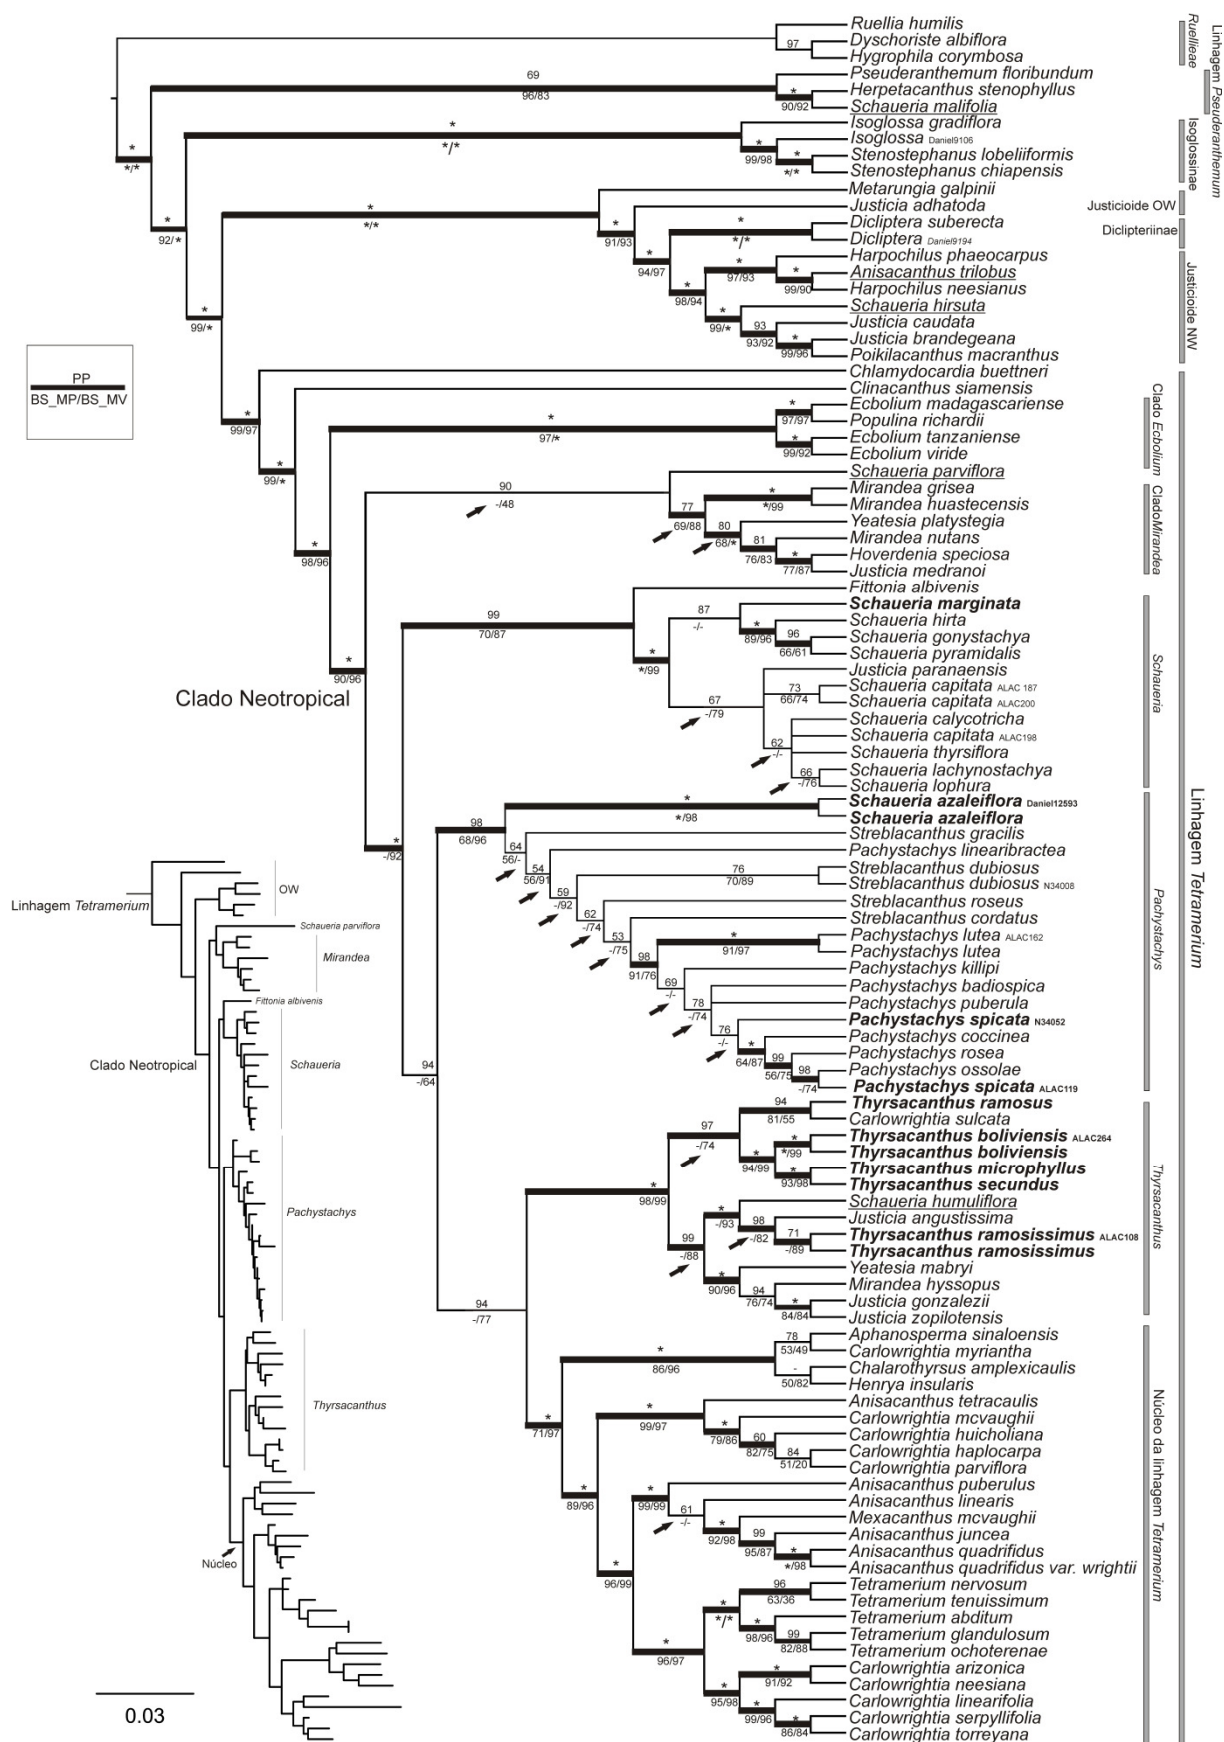 Ruellia humilis
97
Dyschoriste albiflora
Hygrophila corymbosa
Ruellieae
69
96/83
Pseuderanthemum floribundum
*
90/92
Herpetacanthus stenophyllus
Schaueria malifolia
Linhagem Pseuderanthemum
*
*/*
*
*/*
Isoglossa gradiflora
*
99/98
Isoglossa Daniel9106
*
*/*
Stenostephanus lobeliiformis
Stenostephanus chiapensis
Isoglossinae
*
92/*
*
*/*
Metarungia galpinii
*
91/93
Justicia adhatoda
Justicioide OW
*
94/97
*
*/*
Dicliptera suberecta
Dicliptera Daniel9194
Diclipteriinae
*
98/94
*
97/93
Harpochilus phaeocarpus
*
99/90
Anisacanthus trilobus
Harpochilus neesianus
*
99/*
Schaueria hirsuta
93
93/92
Justicia caudata
*
99/96
Justicia brandegeana
Poikilacanthus macranthus
Justicioide NW
*
99/*
PP
BS_MP/BS_MV
*
99/97
Chlamydocardia buettneri
*
99/*
Clinacanthus siamensis
*
97/*
*
97/97
Ecbolium madagascariense
Populina richardii
*
99/92
Ecbolium tanzaniense
Ecbolium viride
Clado Ecbolium
*
98/96
90
-/48
Schaueria parviflora
77
69/88
*
*/99
Mirandea grisea
Mirandea huastecensis
80
68/*
Yeatesia platystegia
81
76/83
Mirandea nutans
*
77/87
Hoverdenia speciosa
Justicia medranoi
Clado Mirandea
*
90/96
Clado Neotropical
99
70/87
Fittonia albivenis
*
*/99
87
-/-
Schaueria marginata
*
89/96
Schaueria hirta
96
66/61
Schaueria gonystachya
Schaueria pyramidalis
67
-/79
Justicia paranaensis
73
66/74
Schaueria capitata ALAC 187
Schaueria capitata ALAC200
62
-/-
Schaueria calycotricha
Schaueria capitata ALAC198
Schaueria thyrsiflora
66
-/76
Schaueria lachynostachya
Schaueria lophura
Schaueria
*
-/92
98
68/96
*
*/98
Schaueria azaleiflora Daniel12593
Schaueria azaleiflora
64
56/-
Streblacanthus gracilis
54
56/91
Pachystachys linearibractea
59
-/92
76
70/89
Streblacanthus dubiosus
Streblacanthus dubiosus N34008
62
-/74
Streblacanthus roseus
53
-/75
Streblacanthus cordatus
98
91/76
*
91/97
Pachystachys lutea ALAC162
Pachystachys lutea
69
-/-
Pachystachys killipi
78
-/74
Pachystachys badiospica
Pachystachys puberula
76
-/-
Pachystachys spicata N34052
*
64/87
Pachystachys coccinea
99
56/75
Pachystachys rosea
98
-/74
Pachystachys ossolae
Pachystachys spicata ALAC119
Pachystachys
Linhagem Tetramerium
94
-/64
97
-/74
94
81/55
Thyrsacanthus ramosus
Carlowrightia sulcata
*
94/99
*
*/99
Thyrsacanthus boliviensis ALAC264
Thyrsacanthus boliviensis
*
93/98
Thyrsacanthus microphyllus
Thyrsacanthus secundus
*
98/99
99
-/88
*
-/93
Schaueria humuliflora
98
-/82
Justicia angustissima
71
-/89
Thyrsacanthus ramosissimus ALAC108
Thyrsacanthus ramosissimus
*
90/96
Yeatesia mabryi
94
76/74
Mirandea hyssopus
*
84/84
Justicia gonzalezii
Justicia zopilotensis
Thyrsacanthus
94
-/77
*
71/97
*
86/96
78
53/49
Aphanosperma sinaloensis
Carlowrightia myriantha
-
50/82
Chalarothyrsus amplexicaulis
Henrya insularis
*
89/96
*
99/97
Anisacanthus tetracaulis
*
79/86
Carlowrightia mcvaughii
60
82/75
Carlowrightia huicholiana
84
51/20
Carlowrightia haplocarpa
Carlowrightia parviflora
*
96/99
*
99/99
Anisacanthus puberulus
61
-/-
Anisacanthus linearis
*
92/98
Mexacanthus mcvaughii
99
95/87
Anisacanthus juncea
*
*/98
Anisacanthus quadrifidus
Anisacanthus quadrifidus var. wrightii
*
96/97
*
*/*
96
63/36
Tetramerium nervosum
Tetramerium tenuissimum
*
98/96
Tetramerium abditum
99
82/88
Tetramerium glandulosum
Tetramerium ochoterenae
*
95/98
*
91/92
Carlowrightia arizonica
Carlowrightia neesiana
*
99/96
Carlowrightia linearifolia
*
86/84
Carlowrightia serpyllifolia
Carlowrightia torreyana
Núcleo da linhagem Tetramerium
Linhagem Tetramerium
OW
Schaueria parviflora
Mirandea
Fittonia albivenis
Clado Neotropical
Schaueria
Pachystachys
Thyrsacanthus
Núcleo
0.03